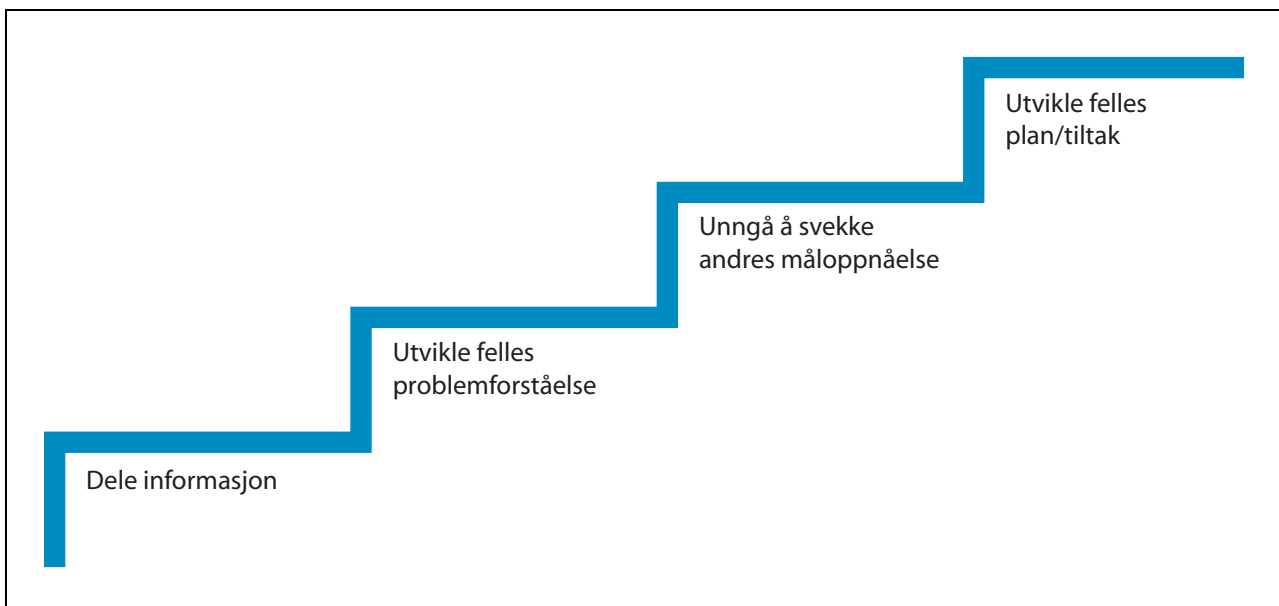 Utvikle felles
plan/tiltak
Unngå å svekke
andres måloppnåelse
Utvikle felles
problemforståelse
Dele informasjon